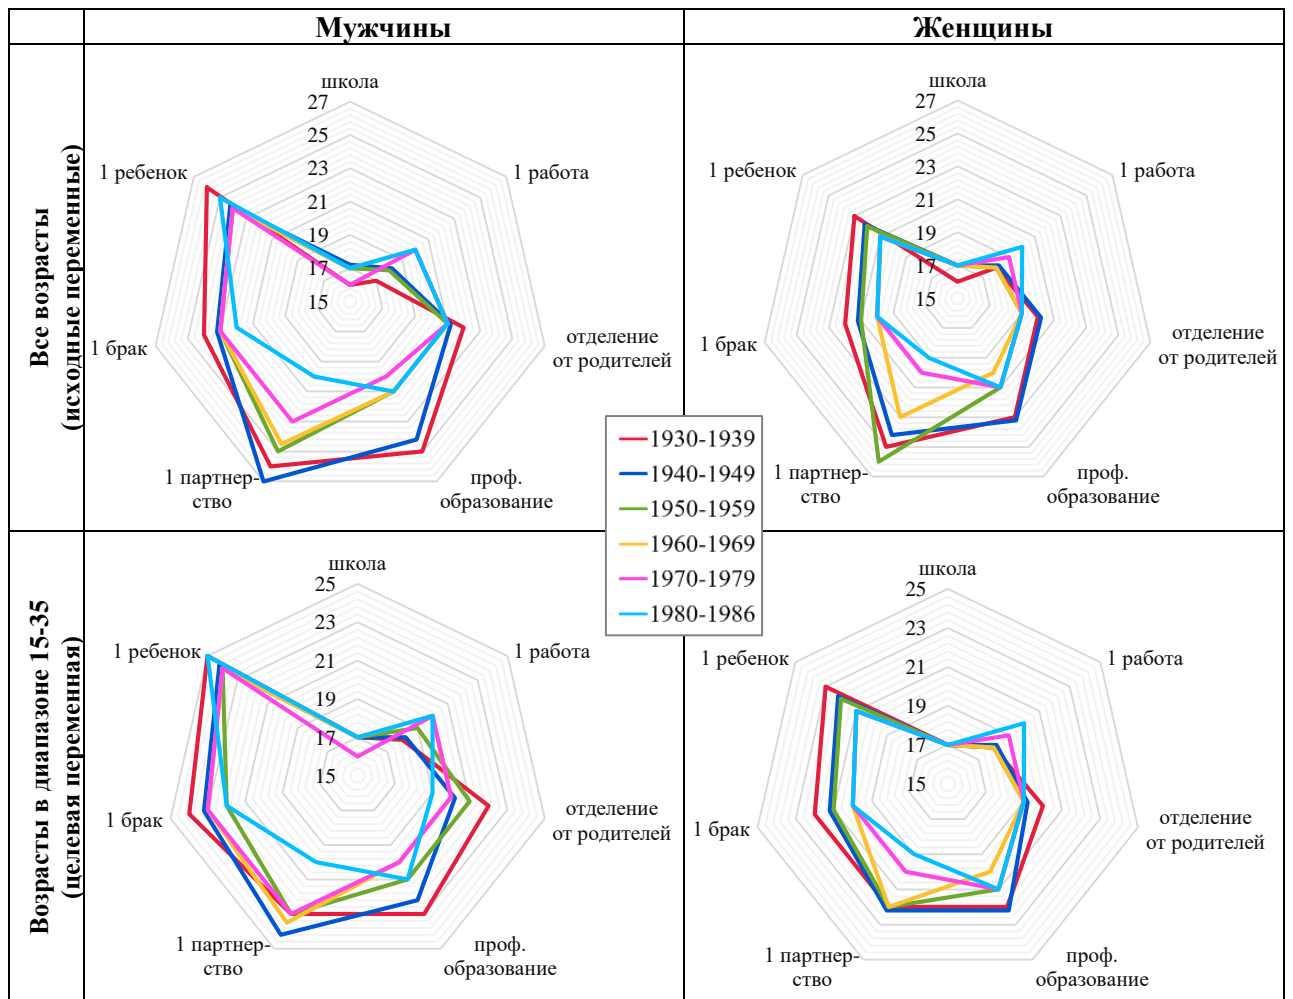 Мужчины
Женщины
Все возрасты
(исходные переменные)
школа
27
25
23
21
19
17
15
1 ребенок
1 работа
отделение
от родителей
1 брак
1 партнер-
ство
проф.
образование
школа
27
25
23
21
19
17
15
1 ребенок
1 работа
отделение
от родителей
1 брак
1 партнер-
ство
проф.
образование
1930-1939
1940-1949
1950-1959
1960-1969
1970-1979
1980-1986
Возрасты в диапазоне 15-35
(целевая переменная)
школа
25
23
21
19
17
15
1 ребенок
1 работа
отделение
от родителей
1 брак
1 партнер-
ство
проф.
образование
школа
25
23
21
19
17
15
1 ребенок
1 работа
отделение
от родителей
1 брак
1 партнер-
ство
проф.
образование